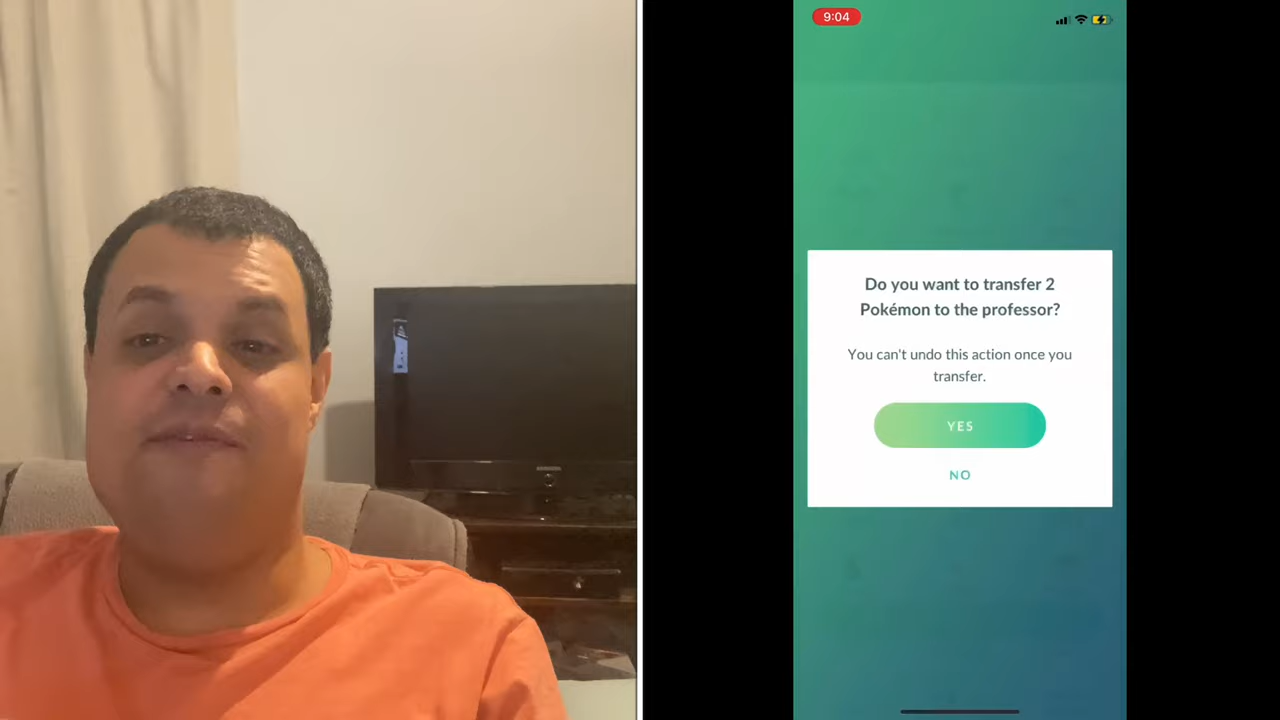 9:04
Do you want to transfer 2
Pokémon to the professor?
You can't undo this action once you
transfer.
YES
NO